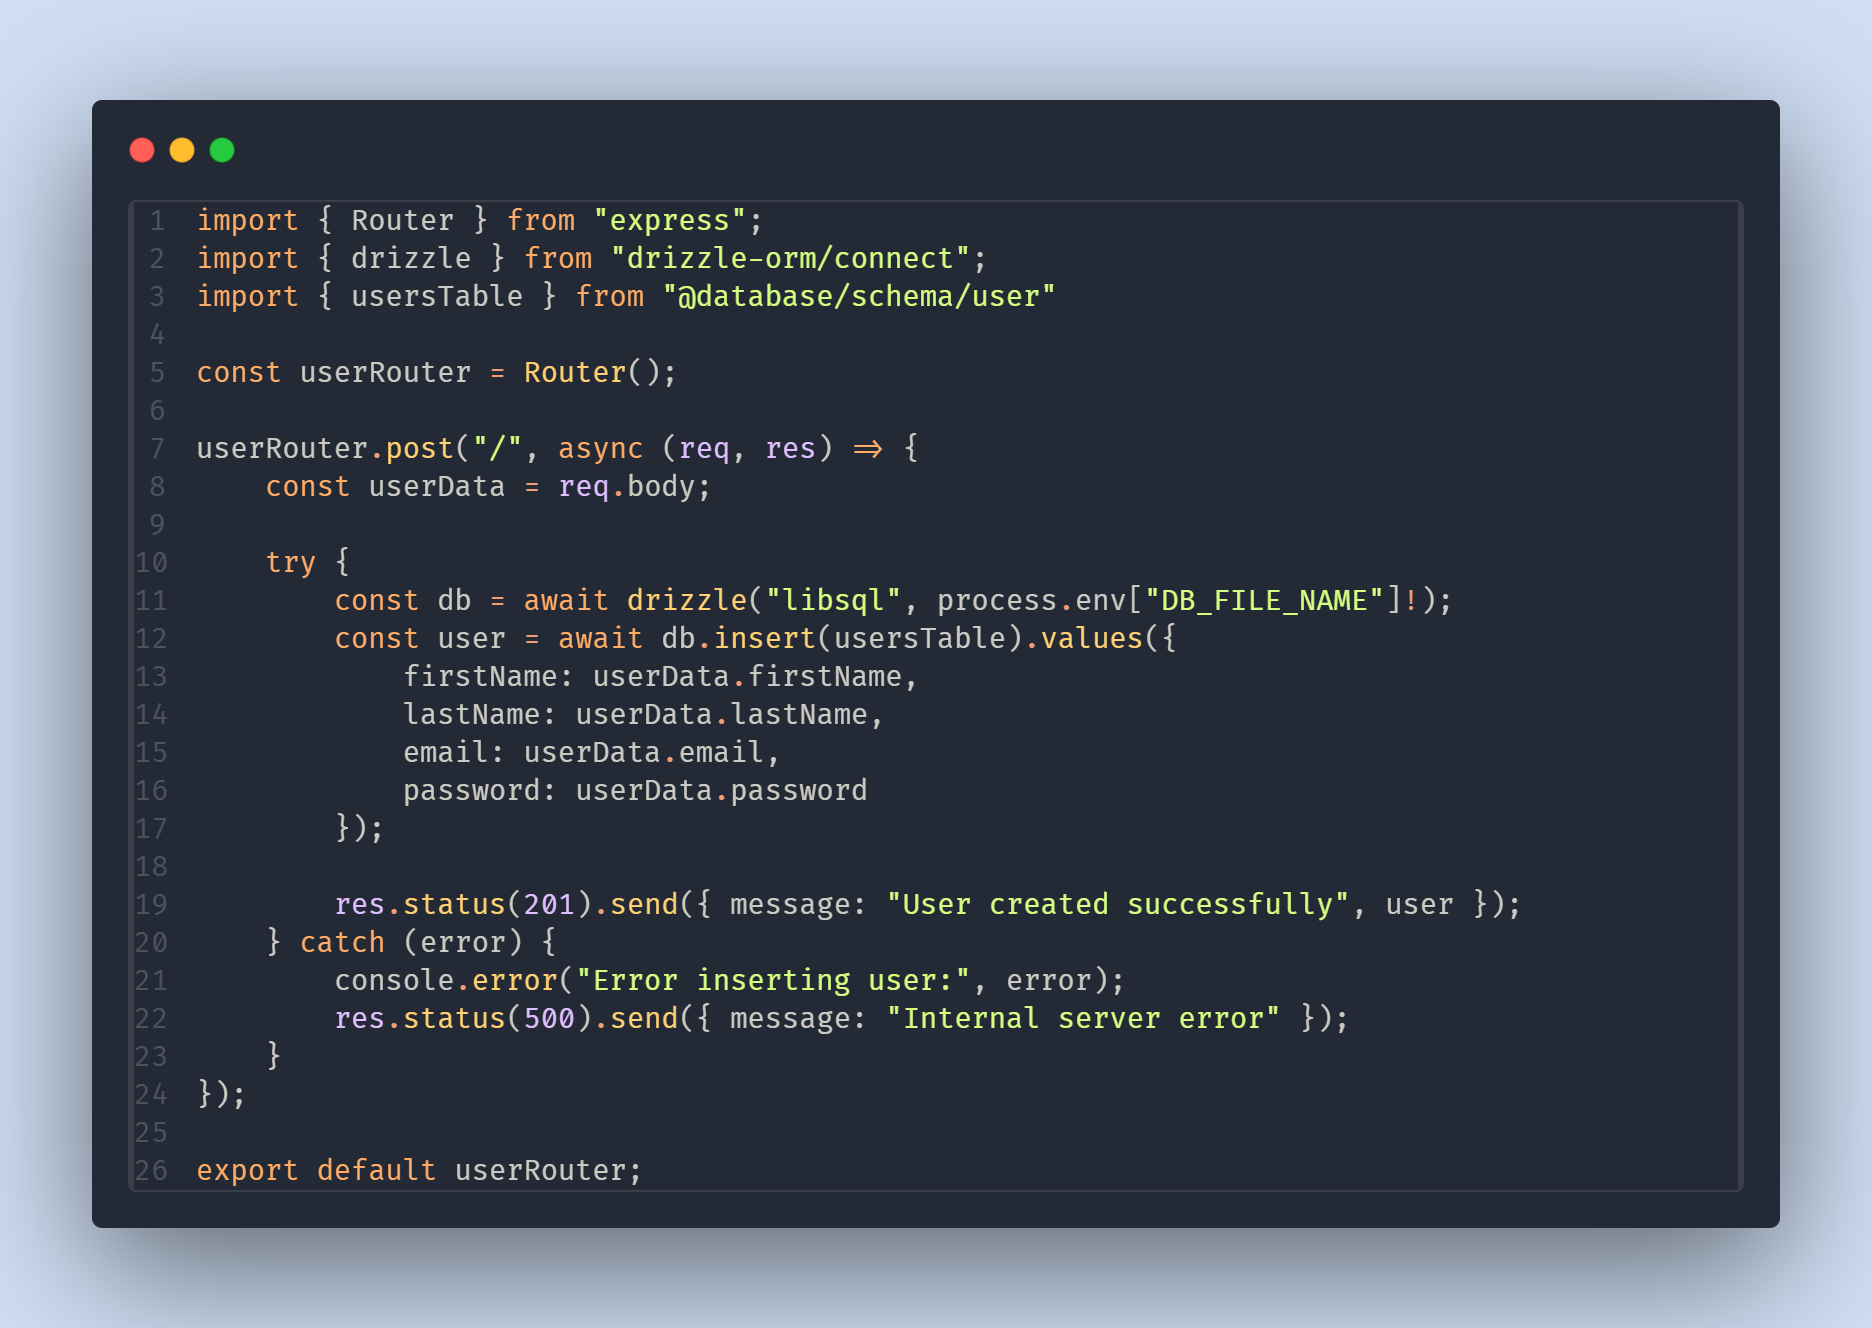 1 import { Router } from "express";
2 import { drizzle } from "drizzle-orm/connect";
3 import { usersTable } from "@database/schema/user"
4
5 const userRouter = Router();
6
7 userRouter.post("/", async (req, res) => {
8     const userData = req.body;
9
10     try {
11         const db = await drizzle("libsql", process.env["DB_FILE_NAME"]!);
12         const user = await db.insert(usersTable).values({
13             firstName: userData.firstName,
14             lastName: userData.lastName,
15             email: userData.email,
16             password: userData.password
17         });
18
19         res.status(201).send({ message: "User created successfully", user });
20     } catch (error) {
21         console.error("Error inserting user:", error);
22         res.status(500).send({ message: "Internal server error" });
23     }
24 });
25
26 export default userRouter;